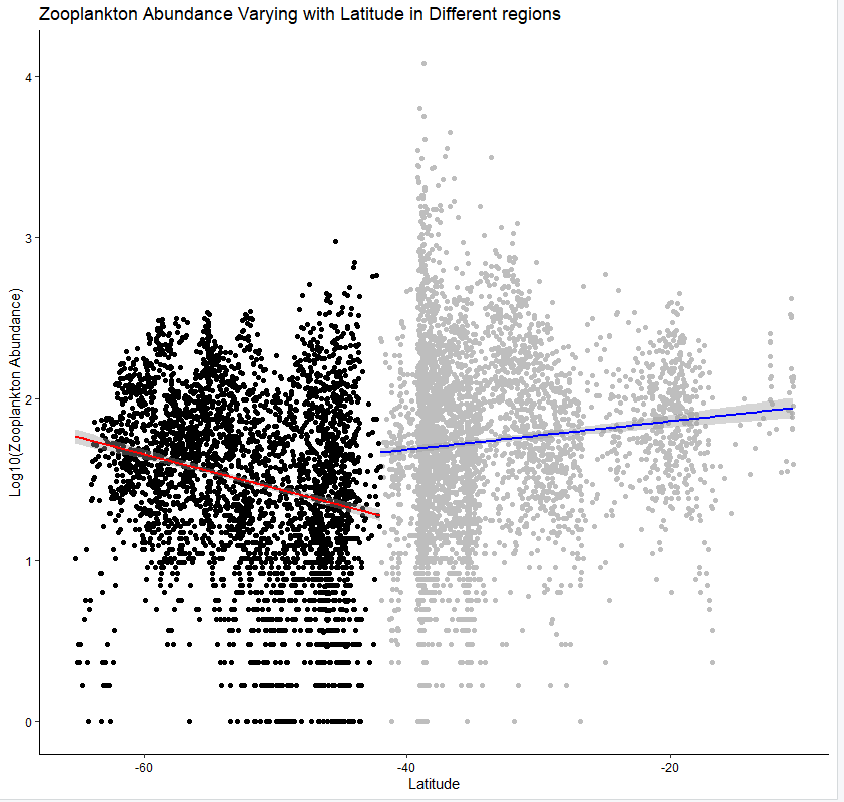 Zooplankton Abundance Varying with Latitude in Different regions
Log10(Zooplankton Abundance)
4
3
2
1
0
-60
-40
-20
Latitude